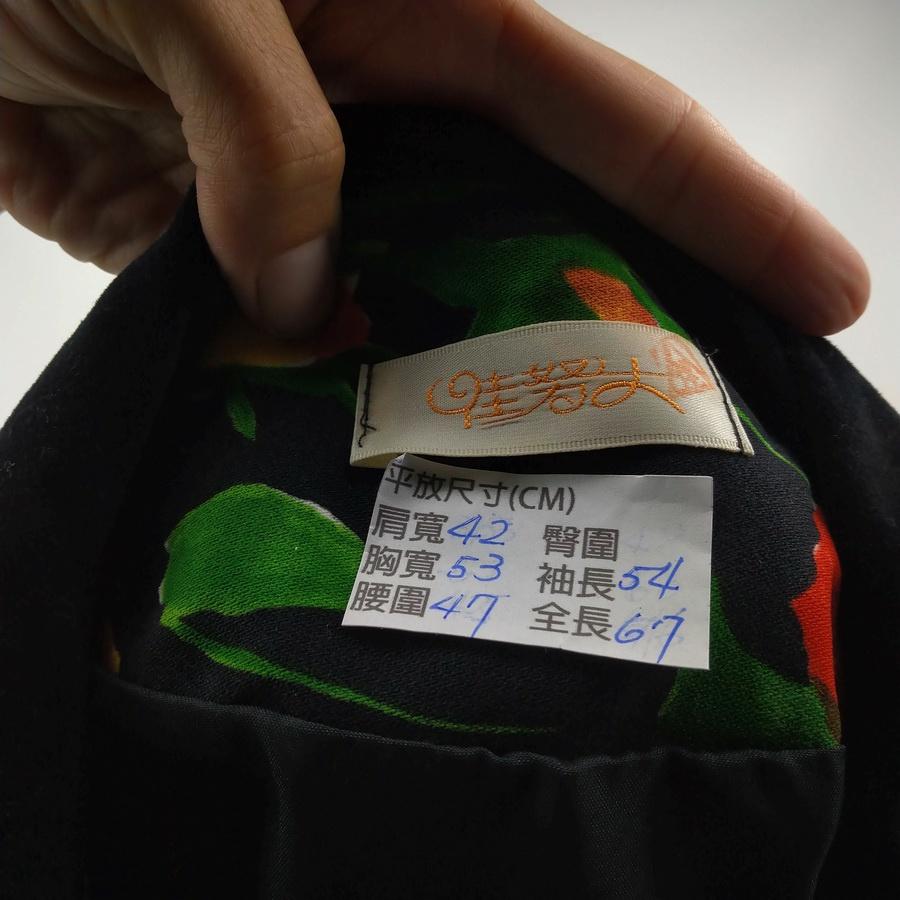 平放尺寸(CM)
肩寬42 臀圍
胸寬53 袖長54
腰圍47 全長67